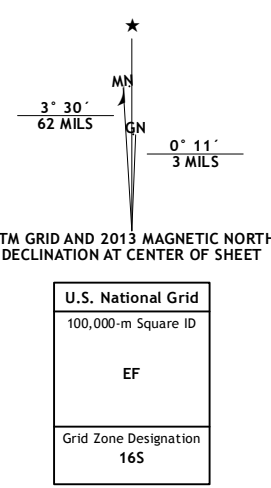 MN
3° 30´
62 MILS
GN
0° 11´
3 MILS
TM GRID AND 2013 MAGNETIC NORTH
DECLINATION AT CENTER OF SHEET
U.S. National Grid
100,000-m Square ID
EF
Grid Zone Designation
16S